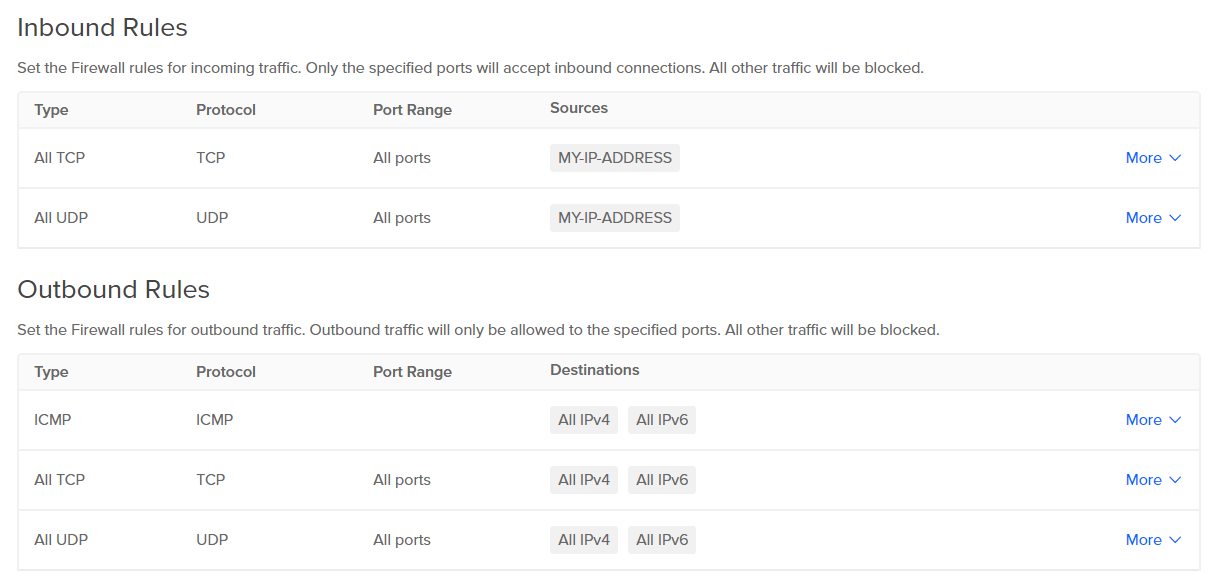 Inbound Rules
Set the Firewall rules for incoming traffic. Only the specified ports will accept inbound connections. All other traffic will be blocked.
Type Protocol Port Range Sources
All TCP TCP All ports MY-IP-ADDRESS More
All UDP UDP All ports MY-IP-ADDRESS More
Outbound Rules
Set the Firewall rules for outbound traffic. Outbound traffic will only be allowed to the specified ports. All other traffic will be blocked.
Type Protocol Port Range Destinations
ICMP ICMP All IPv4 All IPv6 More
All TCP TCP All ports All IPv4 All IPv6 More
All UDP UDP All ports All IPv4 All IPv6 More